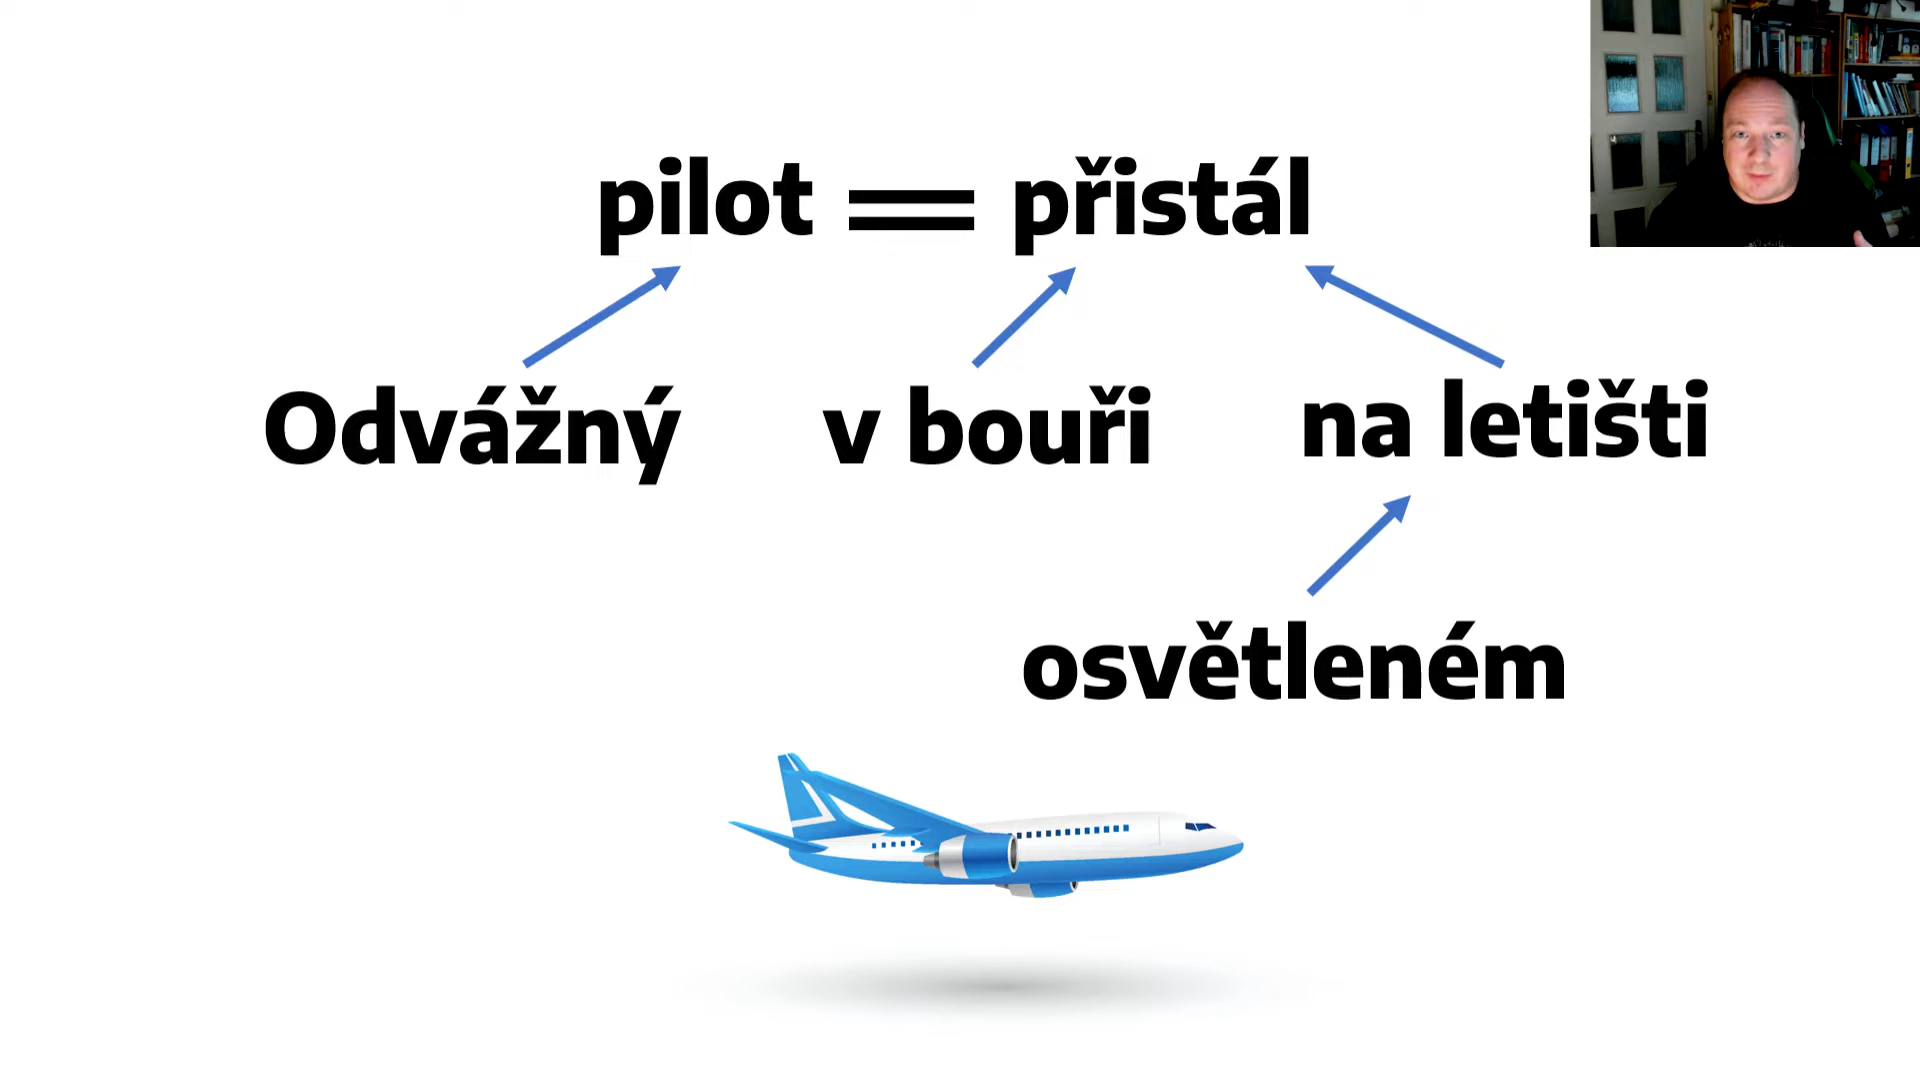 pilot = přistál
Odvážný v bouři na letišti
osvětleném